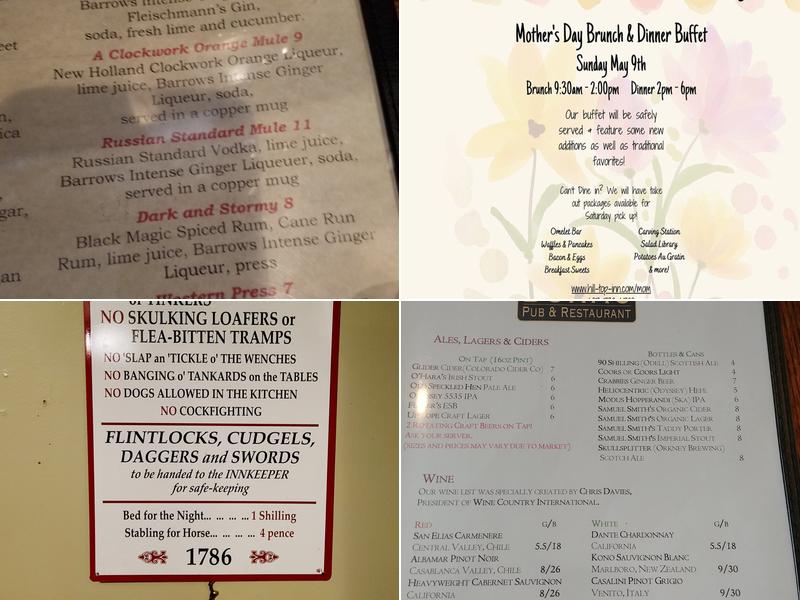 Fleischmann's Gin,
soda, fresh lime and cucumber.
A Clockwork Orange Mule 9
New Holland Clockwork Orange Liqueur,
lime juice, Barrows Intense Ginger
Liqueur, soda,
served in a copper mug
Russian Standard Mule 11
Russian Standard Vodka, lime juice,
Barrows Intense Ginger Liqueuer, soda,
served in a copper mug
Dark and Stormy 8
Black Magic Spiced Rum, Cane Run
Rum, lime juice, Barrows Intense Ginger
Liqueur, press
Western Press 7
Mother's Day Brunch & Dinner Buffet
Sunday May 9th
Brunch 9:30am - 2:00pm Dinner 2pm - 6pm
Our buffet will be safely
served & feature some new
additions as well as traditional
favorites!
Can't Dine in? We will have take
out packages available for
Saturday pick up!
Omelet Bar
Waffles & Pancakes
Bacon & Eggs
Breakfast Sweets
Carving Station
Salad Library
Potatoes Au Gratin
& more!
www.hill-top-inn.com/mom
of TINKERS
NO SKULKING LOAFERS or
FLEA-BITTEN TRAMPS
NO 'SLAP an 'TICKLE o' THE WENCHES
NO BANGING o' TANKARDS on the TABLES
NO DOGS ALLOWED IN THE KITCHEN
NO COCKFIGHTING
FLINTLOCKS, CUDGELS,
DAGGERS and SWORDS
to be handed to the INNKEEPER
for safe-keeping
Bed for the Night... ... ... ... 1 Shilling
Stabling for Horse... ... ... ... 4 pence
1786
PUB & RESTAURANT
ALES, LAGERS & CIDERS
ON TAP (16OZ PINT)
GLIDER CIDER(COLORADO CIDER CO) 7
O'HARA'S IRISH STOUT 6
OLD SPECKLED HEN PALE ALE 6
ODYSSEY 5535 IPA 6
FULLER'S ESB 6
UPSLOPE CRAFT LAGER 6
2 ROTATING CRAFT BEERS ON TAP!
ASK YOUR SERVER.
(SIZES AND PRICES MAY VARY DUE TO MARKET)
BOTTLES & CANS
90 SHILLING (ODELL) SCOTTISH ALE 4
COORS OR COORS LIGHT 4
CRABBIES GINGER BEER 7
HELIOCENTRIC (ODYSSEY) HEFE 5
MODUS HOPPERANDI (SKA) IPA 6
SAMUEL SMITH'S ORGANIC CIDER 8
SAMUEL SMITH'S ORGANIC LAGER 8
SAMUEL SMITH'S TADDY PORTER 8
SAMUEL SMITH'S IMPERIAL STOUT 8
SKULLSPLITTER (ORKNEY BREWING)
SCOTCH ALE 8
WINE
OUR WINE LIST WAS SPECIALLY CREATED BY CHRIS DAVIES,
PRESIDENT OF WINE COUNTRY INTERNATIONAL.
RED G/B
SAN ELIAS CARMENERE
CENTRAL VALLEY, CHILE 5.5/18
ALBAMAR PINOT NOIR
CASABLANCA VALLEY, CHILE 8/26
HEAVYWEIGHT CABERNET SAUVIGNON
CALIFORNIA 8/26
WHITE G/B
DANTE CHARDONNAY
CALIFORNIA 5.5/18
KONO SAUVIGNON BLANC
MARLBORO, NEW ZEALAND 9/30
CASALINI PINOT GRIGIO
VENITO, ITALY 9/30